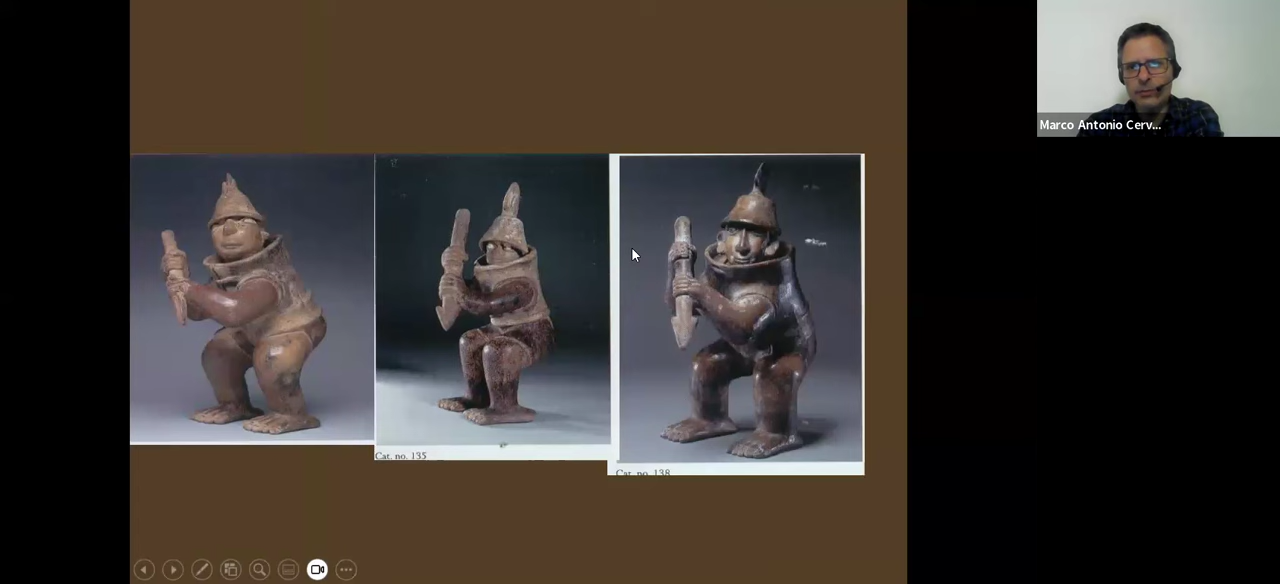 Marco Antonio Cerv...
Cat. no. 135
Cat. no. 138